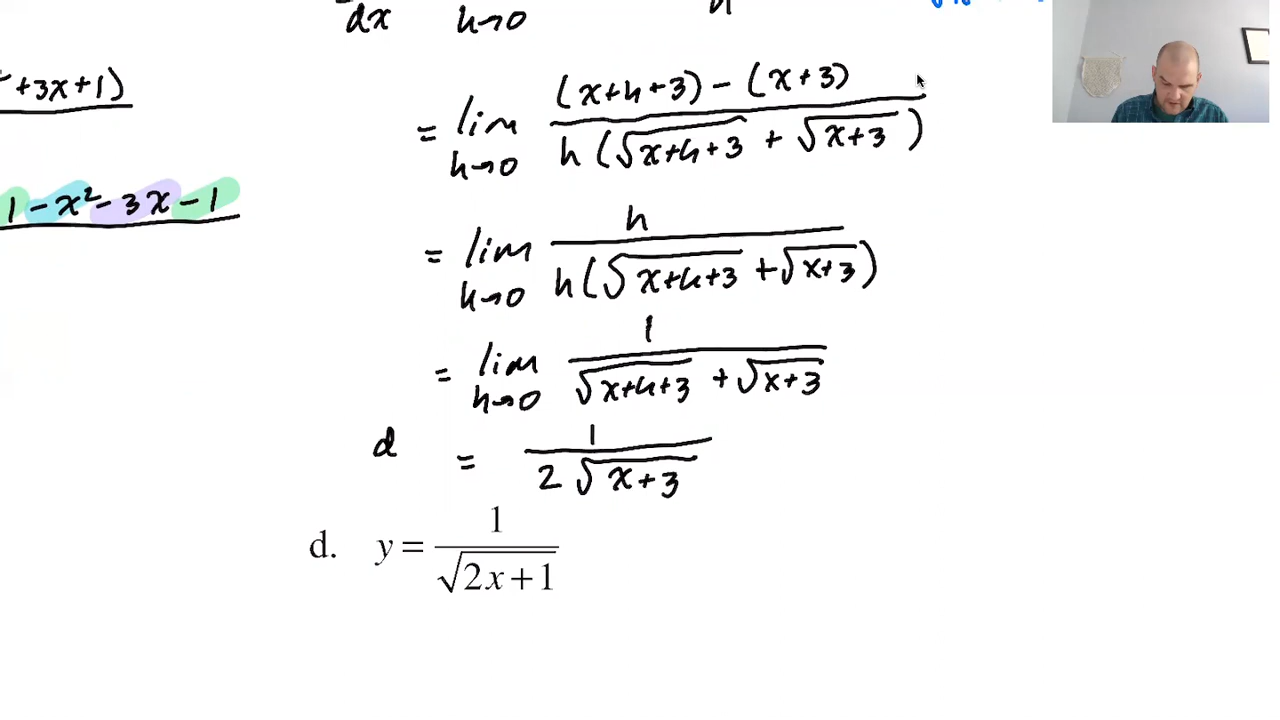 dx h→0 h
+3x+1)
= lim h→0 (x+h+3) - (x+3) / h(√x+h+3 + √x+3)
1 - x² - 3x - 1
= lim h→0 h / h(√x+h+3 + √x+3)
= lim h→0 1 / √x+h+3 + √x+3
d = 1 / 2√x+3
d. y = 1 / √2x+1